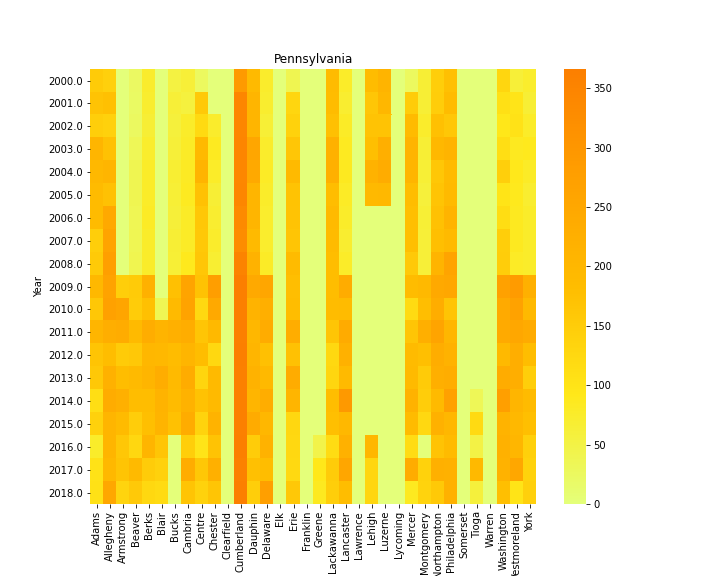 Pennsylvania
Year
2000.0
2001.0
2002.0
2003.0
2004.0
2005.0
2006.0
2007.0
2008.0
2009.0
2010.0
2011.0
2012.0
2013.0
2014.0
2015.0
2016.0
2017.0
2018.0
Adams
Allegheny
Armstrong
Beaver
Berks
Blair
Bucks
Cambria
Centre
Chester
Clearfield
Cumberland
Dauphin
Delaware
Elk
Erie
Franklin
Greene
Lackawanna
Lancaster
Lawrence
Lehigh
Luzerne
Lycoming
Mercer
Montgomery
Northampton
Philadelphia
Somerset
Tioga
Warren
Washington
estmoreland
York
350
300
250
200
150
100
50
0